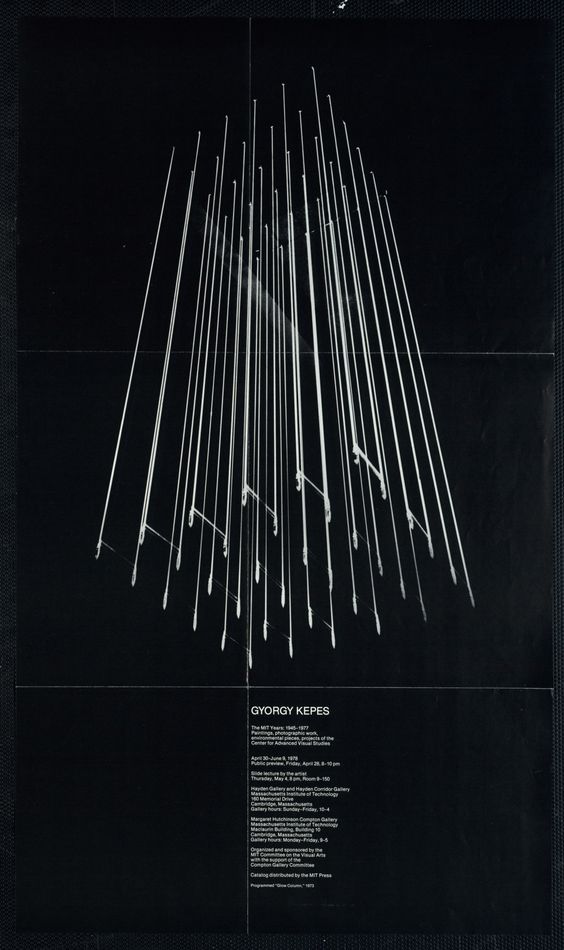 GYORGY KEPES
The MIT Years: 1945-1977
Paintings, photographic work,
environmental pieces, projects of the
Center for Advanced Visual Studies
April 30-June 9, 1978
Public preview, Friday, April 28, 8-10 pm
Slide lecture by the artist
Thursday, May 4, 8 pm, Room 9-150
Hayden Gallery and Hayden Corridor Gallery
Massachusetts Institute of Technology
160 Memorial Drive
Cambridge, Massachusetts
Gallery hours: Sunday-Friday, 10-4
Margaret Hutchinson Compton Gallery
Massachusetts Institute of Technology
Maclaurin Building, Building 10
Cambridge, Massachusetts
Gallery hours: Monday-Friday, 9-5
Organized and sponsored by the
MIT Committee on the Visual Arts
with the support of the
Compton Gallery Committee
Catalog distributed by the MIT Press
Programmed "Glow Column," 1973